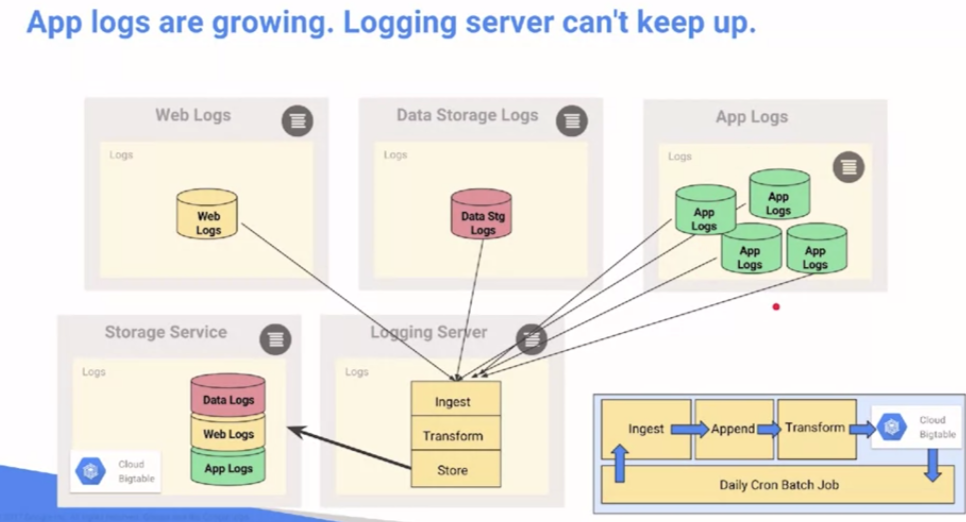 App logs are growing. Logging server can't keep up.
Web Logs
Logs
Web
Logs
Data Storage Logs
Logs
Data Stg
Logs
App Logs
Logs
App
Logs
App
Logs
App
Logs
App
Logs
Storage Service
Logs
Data Logs
Web Logs
App Logs
Cloud
Bigtable
Logging Server
Logs
Ingest
Transform
Store
Ingest
Append
Transform
Cloud
Bigtable
Daily Cron Batch Job